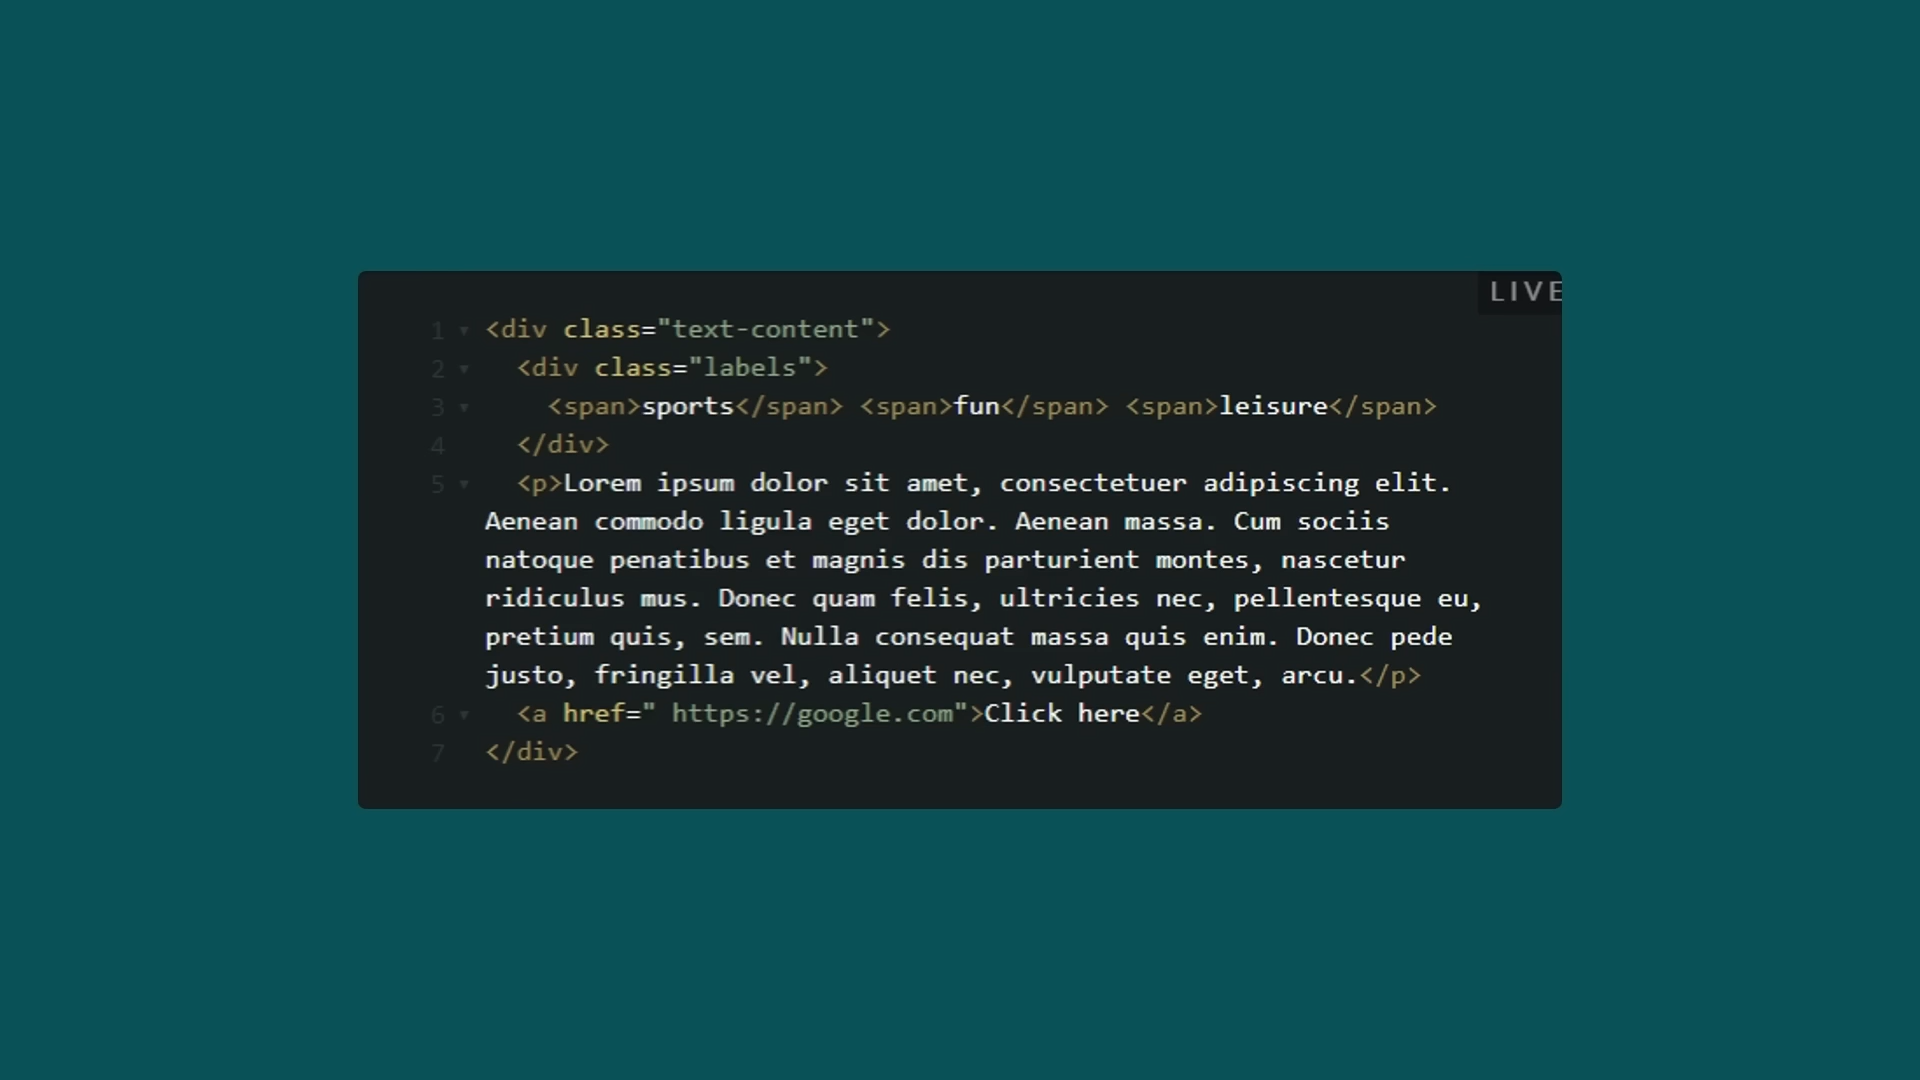 LIVE
1 <div class="text-content">
2 <div class="labels">
3 <span>sports</span> <span>fun</span> <span>leisure</span>
4 </div>
5 <p>Lorem ipsum dolor sit amet, consectetuer adipiscing elit.
Aenean commodo ligula eget dolor. Aenean massa. Cum sociis
natoque penatibus et magnis dis parturient montes, nascetur
ridiculus mus. Donec quam felis, ultricies nec, pellentesque eu,
pretium quis, sem. Nulla consequat massa quis enim. Donec pede
justo, fringilla vel, aliquet nec, vulputate eget, arcu.</p>
6 <a href=" https://google.com">Click here</a>
7 </div>